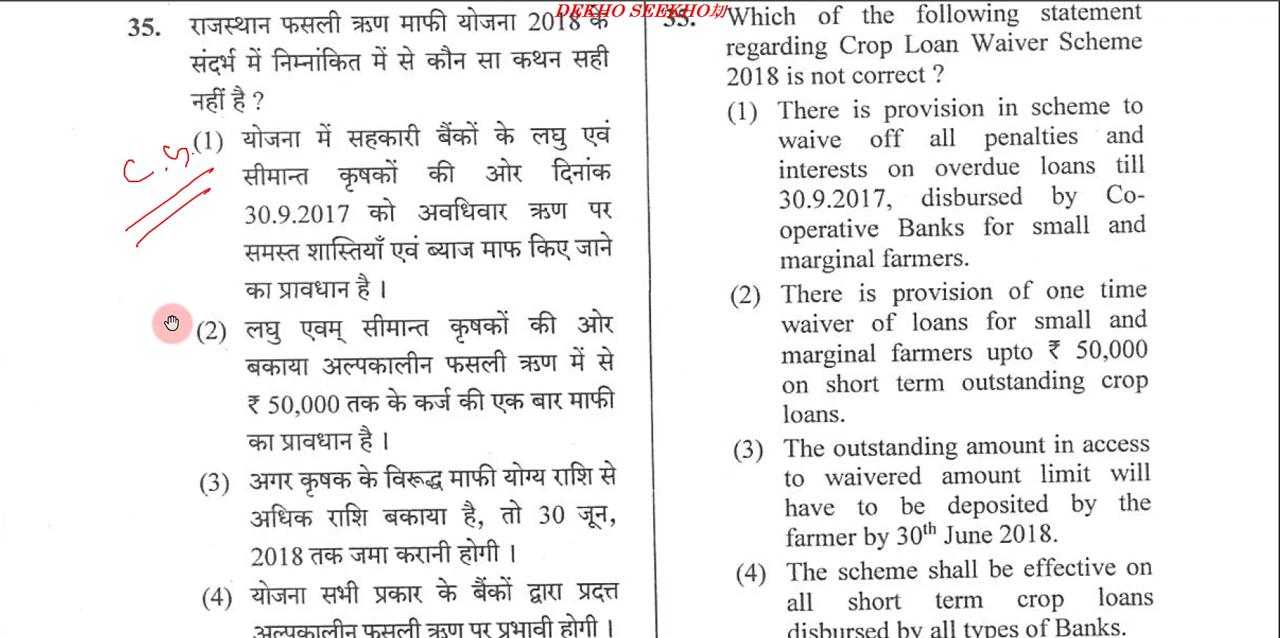 DEKHO SEEKHO
35. राजस्थान फसली ऋण माफी योजना 2018 के
संदर्भ में निम्नांकित में से कौन सा कथन सही
नहीं है ?
(1) योजना में सहकारी बैंकों के लघु एवं
सीमान्त कृषकों की ओर दिनांक
30.9.2017 को अवधिवार ऋण पर
समस्त शास्तियाँ एवं ब्याज माफ किए जाने
का प्रावधान है ।
(2) लघु एवम् सीमान्त कृषकों की ओर
बकाया अल्पकालीन फसली ऋण में से
₹ 50,000 तक के कर्ज की एक बार माफी
का प्रावधान है ।
(3) अगर कृषक के विरूद्ध माफी योग्य राशि से
अधिक राशि बकाया है, तो 30 जून,
2018 तक जमा करानी होगी ।
(4) योजना सभी प्रकार के बैंकों द्वारा प्रदत्त
अल्पकालीन फसली ऋण पर प्रभावी होगी ।
C.S.
35. Which of the following statement
regarding Crop Loan Waiver Scheme
2018 is not correct ?
(1) There is provision in scheme to
waive off all penalties and
interests on overdue loans till
30.9.2017, disbursed by Co-
operative Banks for small and
marginal farmers.
(2) There is provision of one time
waiver of loans for small and
marginal farmers upto ₹ 50,000
on short term outstanding crop
loans.
(3) The outstanding amount in access
to waivered amount limit will
have to be deposited by the
farmer by 30th June 2018.
(4) The scheme shall be effective on
all short term crop loans
disbursed by all types of Banks.